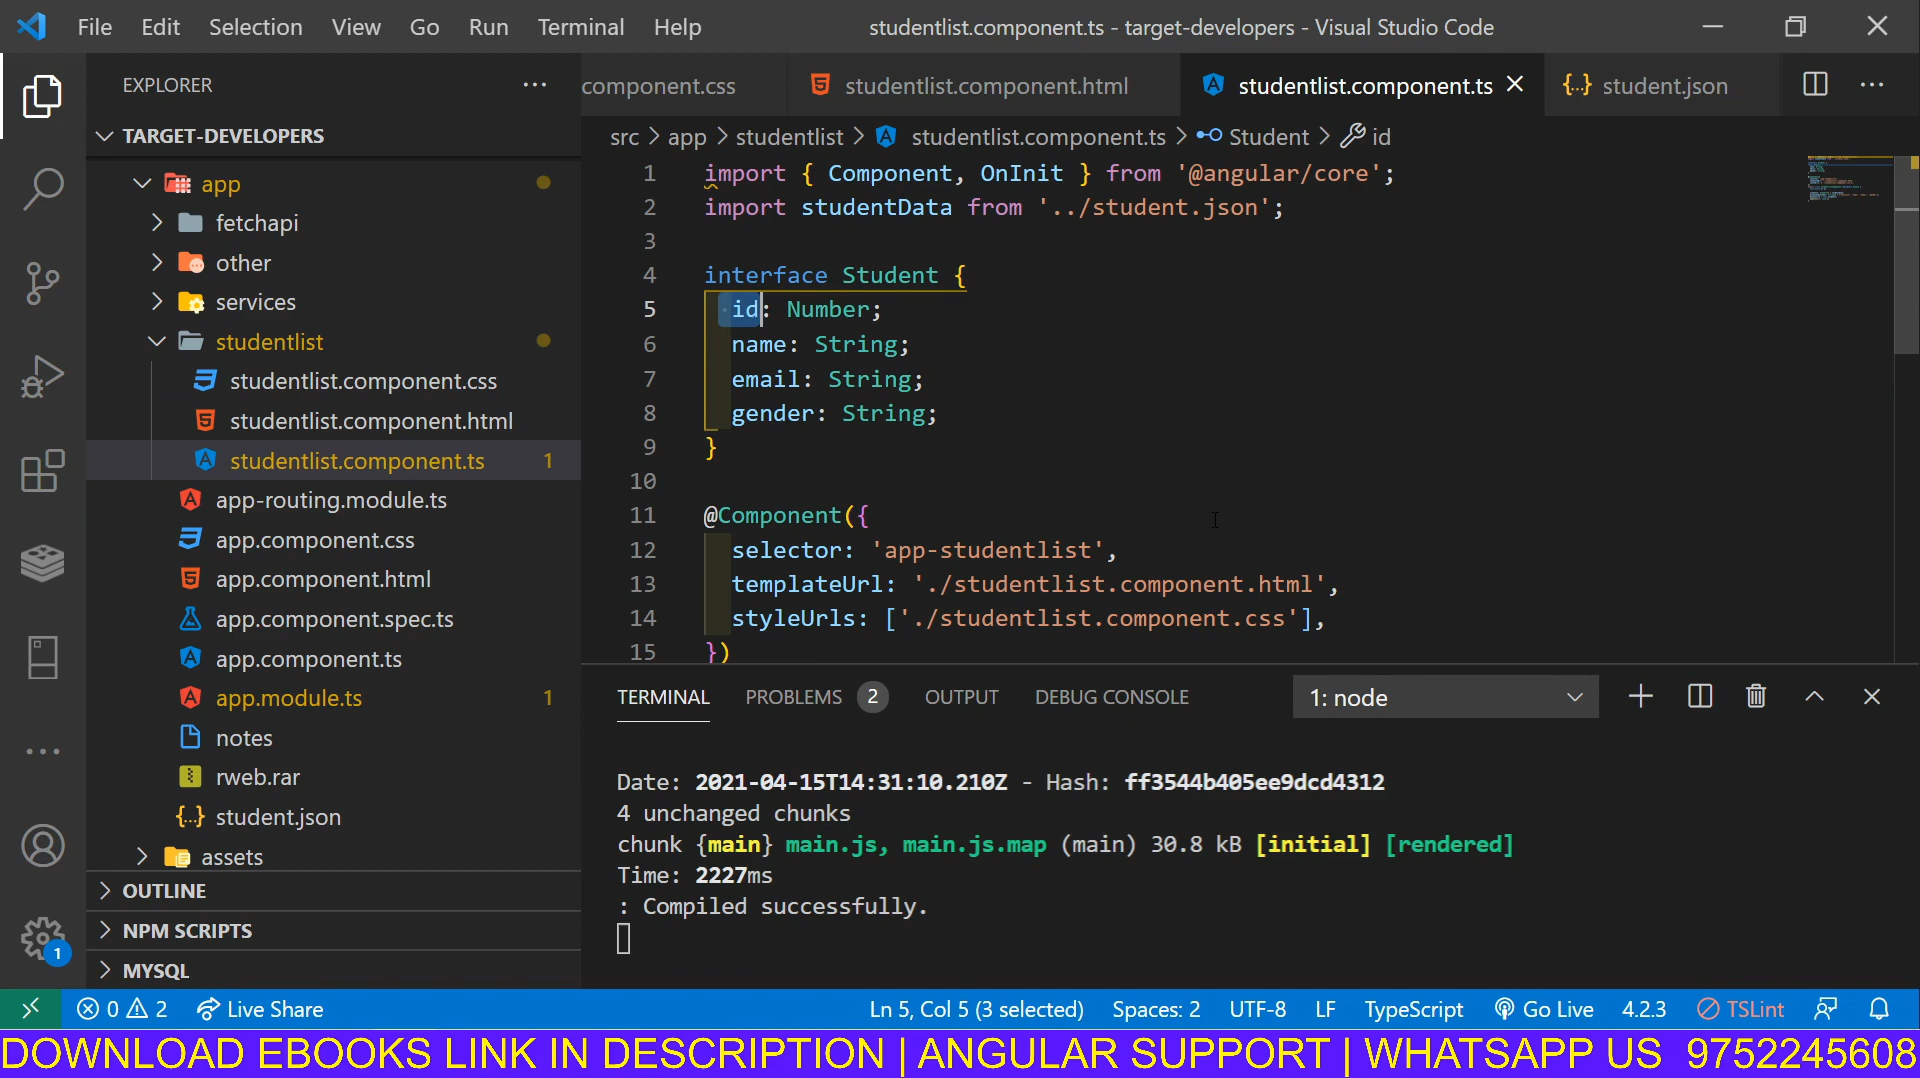 File Edit Selection View Go Run Terminal Help studentlist.component.ts - target-developers - Visual Studio Code
EXPLORER
component.css studentlist.component.html studentlist.component.ts student.json
TARGET-DEVELOPERS
src > app > studentlist > studentlist.component.ts > Student > id
app
fetchapi
other
services
studentlist
studentlist.component.css
studentlist.component.html
studentlist.component.ts 1
app-routing.module.ts
app.component.css
app.component.html
app.component.spec.ts
app.component.ts
app.module.ts 1
notes
rweb.rar
student.json
assets
OUTLINE
NPM SCRIPTS
MYSQL
1
1 import { Component, OnInit } from '@angular/core';
2 import studentData from '../student.json';
3
4 interface Student {
5 id: Number;
6 name: String;
7 email: String;
8 gender: String;
9 }
10
11 @Component({
12 selector: 'app-studentlist',
13 templateUrl: './studentlist.component.html',
14 styleUrls: ['./studentlist.component.css'],
15 })
TERMINAL PROBLEMS 2 OUTPUT DEBUG CONSOLE 1: node
Date: 2021-04-15T14:31:10.210Z - Hash: ff3544b405ee9dcd4312
4 unchanged chunks
chunk {main} main.js, main.js.map (main) 30.8 kB [initial] [rendered]
Time: 2227ms
: Compiled successfully.
0 2 Live Share Ln 5, Col 5 (3 selected) Spaces: 2 UTF-8 LF TypeScript Go Live 4.2.3 TSLint
DOWNLOAD EBOOKS LINK IN DESCRIPTION | ANGULAR SUPPORT | WHATSAPP US 9752245608